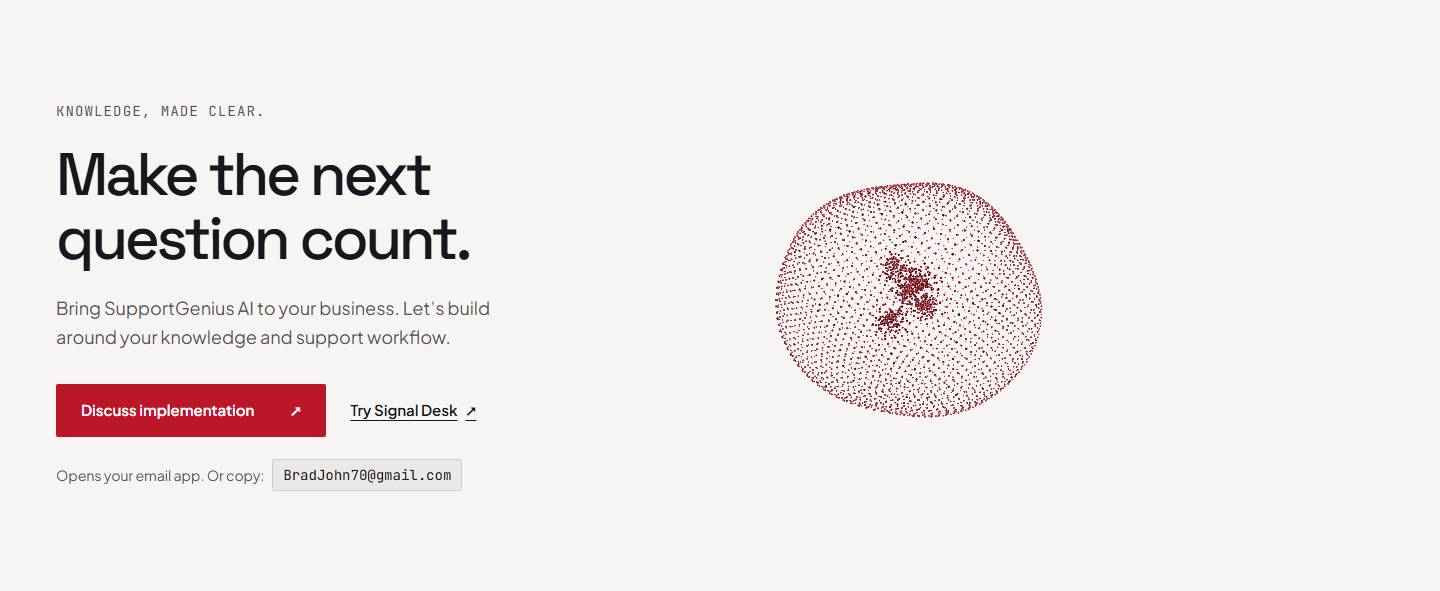 KNOWLEDGE, MADE CLEAR.
Make the next
question count.
Bring SupportGenius AI to your business. Let’s build
around your knowledge and support workflow.
Discuss implementation ↗
Try Signal Desk ↗
Opens your email app. Or copy: BradJohn70@gmail.com